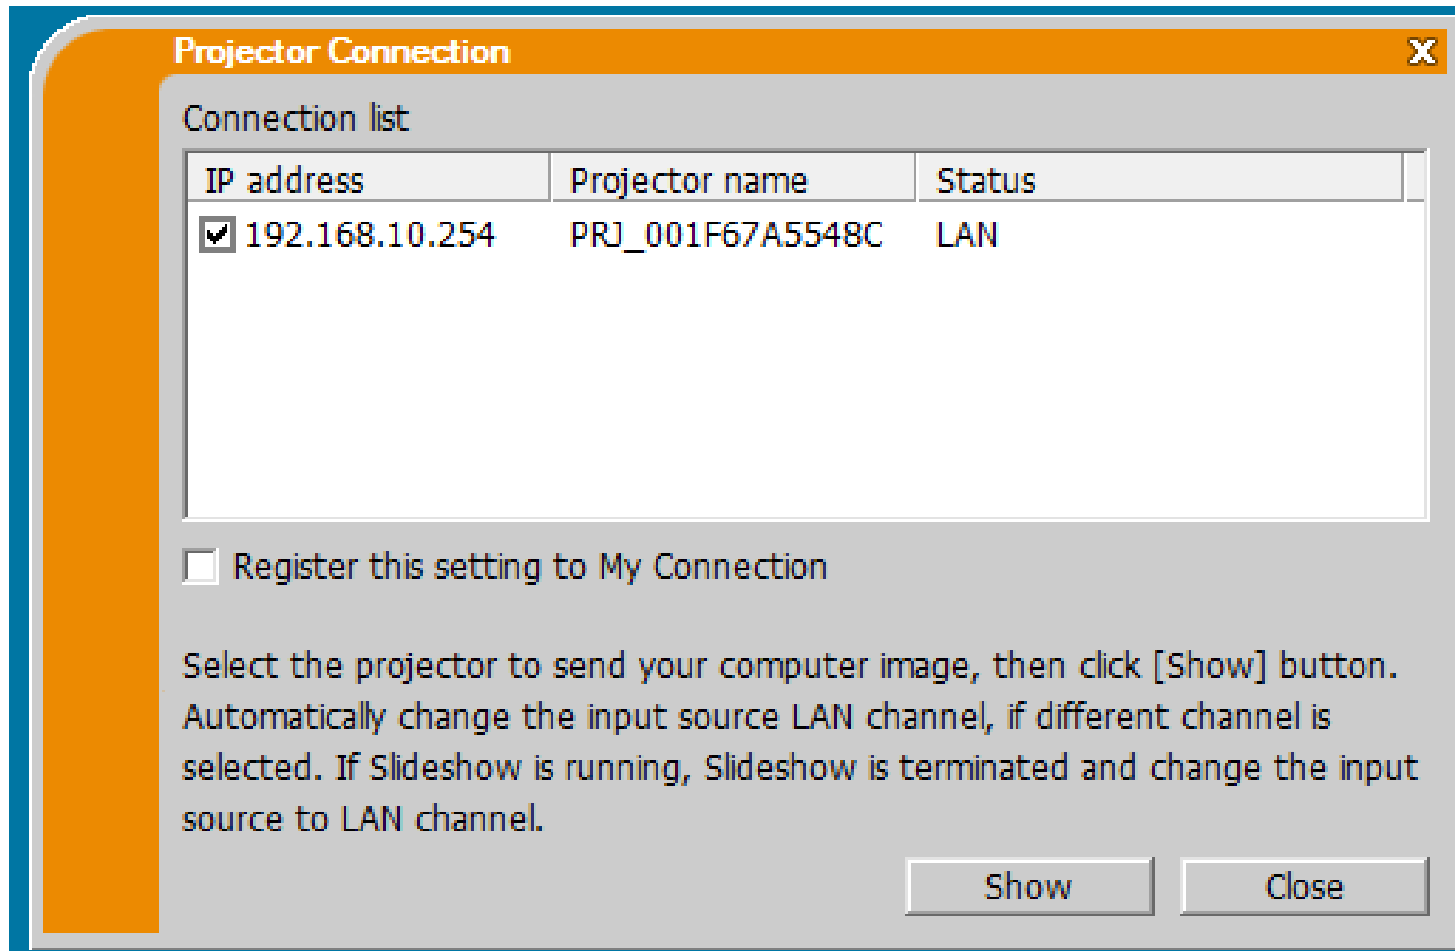 Projector Connection
Connection list
IP address Projector name Status
192.168.10.254 PRJ_001F67A5548C LAN
Register this setting to My Connection
Select the projector to send your computer image, then click [Show] button.
Automatically change the input source LAN channel, if different channel is
selected. If Slideshow is running, Slideshow is terminated and change the input
source to LAN channel.
Show Close